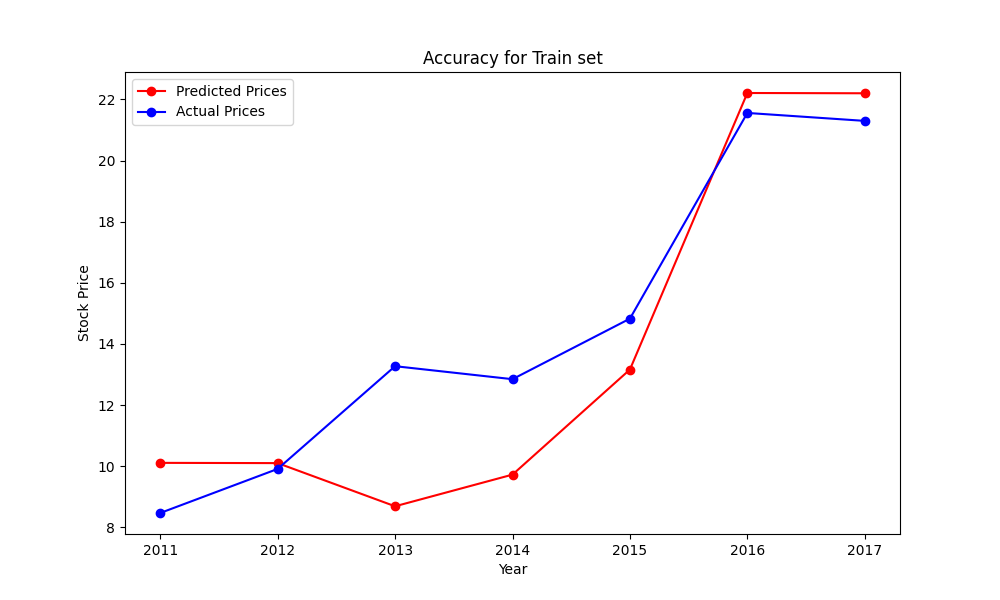 Accuracy for Train set
Predicted Prices
Actual Prices
Stock Price
22
20
18
16
14
12
10
8
2011 2012 2013 2014 2015 2016 2017
Year